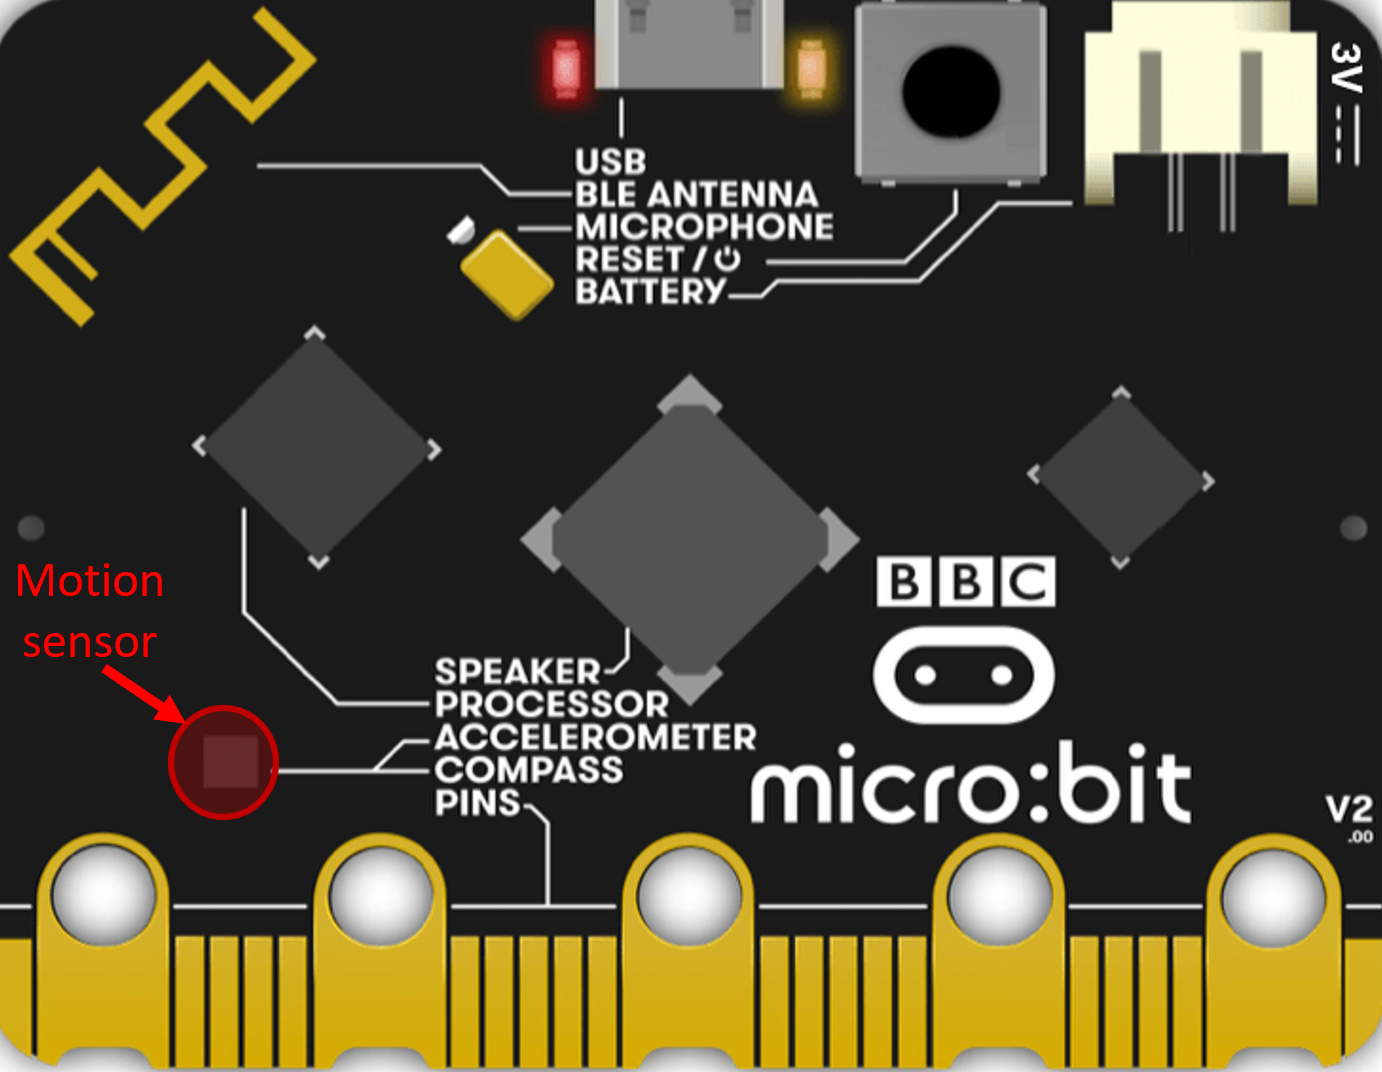 3V
USB
BLE ANTENNA
MICROPHONE
RESET / ⏻
BATTERY
BBC
Motion
sensor
SPEAKER
PROCESSOR
ACCELEROMETER
COMPASS
PINS
micro:bit
V2
.00